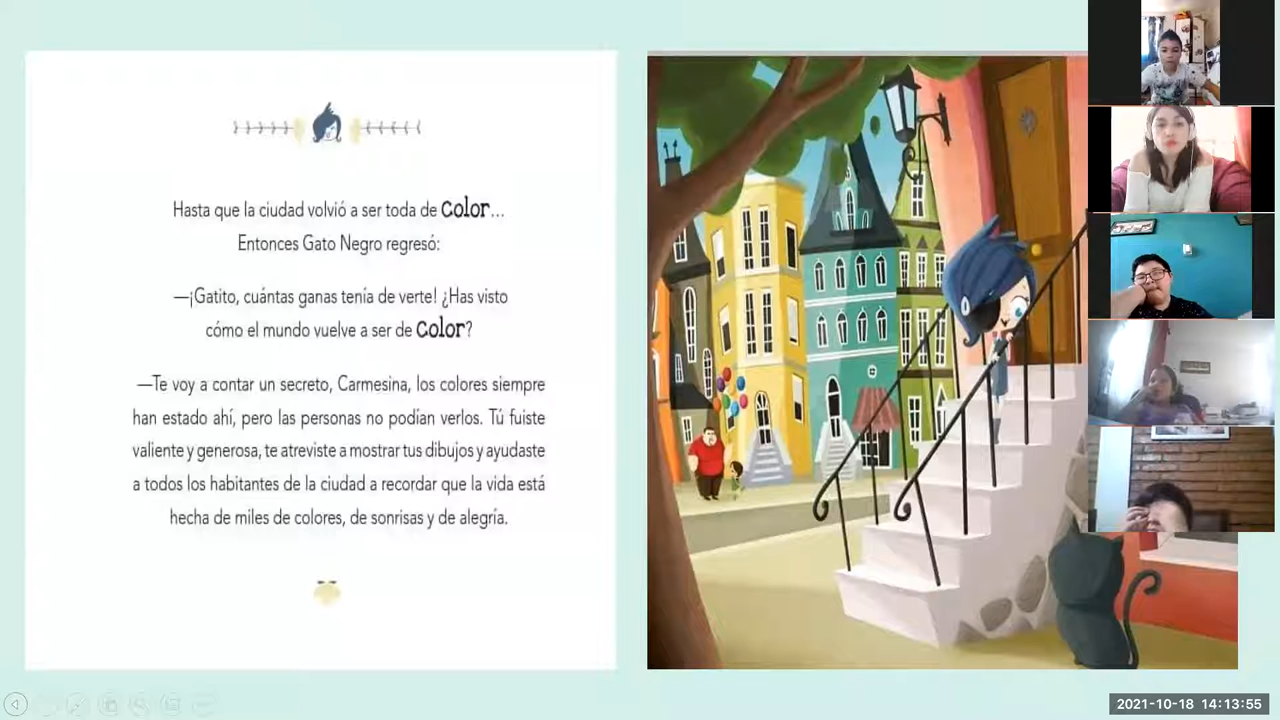 Hasta que la ciudad volvió a ser toda de color...
Entonces Gato Negro regresó:
—¡Gatito, cuántas ganas tenía de verte! ¿Has visto
cómo el mundo vuelve a ser de color?
—Te voy a contar un secreto, Carmesina, los colores siempre
han estado ahí, pero las personas no podían verlos. Tú fuiste
valiente y generosa, te atreviste a mostrar tus dibujos y ayudaste
a todos los habitantes de la ciudad a recordar que la vida está
hecha de miles de colores, de sonrisas y de alegría.
2021-10-18 14:13:55